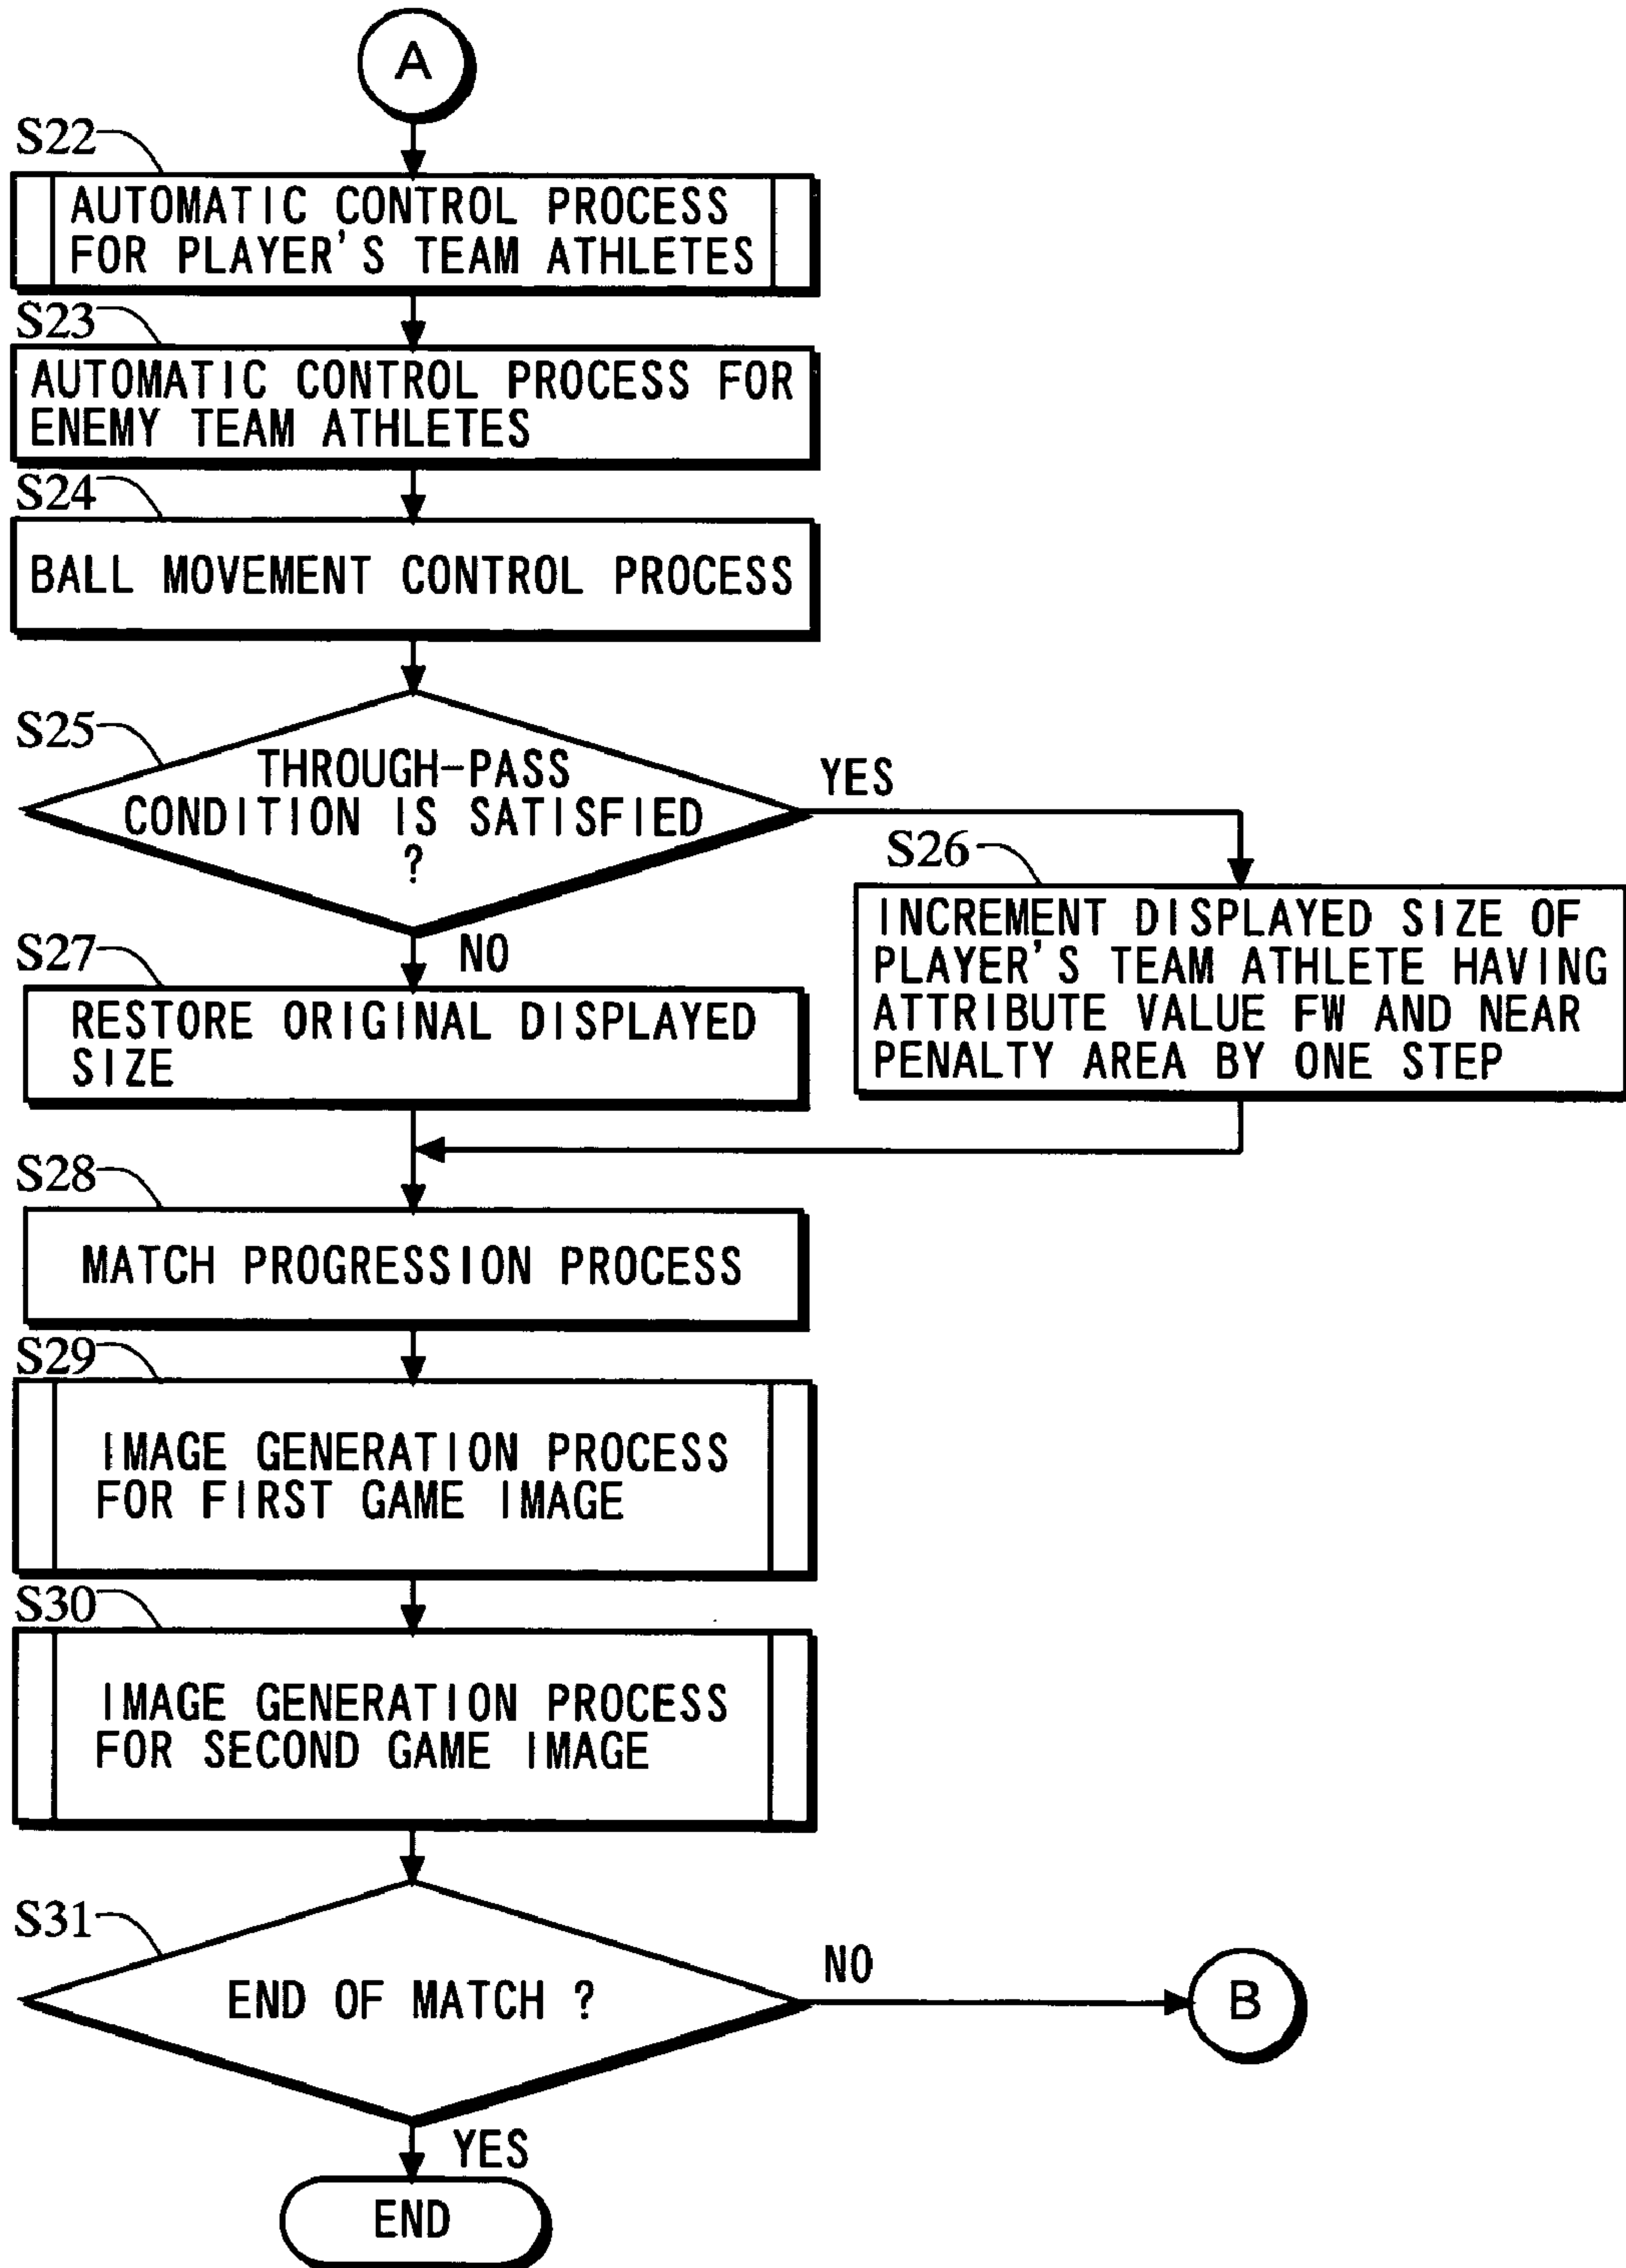 A
S22
AUTOMATIC CONTROL PROCESS
FOR PLAYER'S TEAM ATHLETES
S23
AUTOMATIC CONTROL PROCESS FOR
ENEMY TEAM ATHLETES
S24
BALL MOVEMENT CONTROL PROCESS
S25
THROUGH-PASS
CONDITION IS SATISFIED
?
YES
S26
INCREMENT DISPLAYED SIZE OF
PLAYER'S TEAM ATHLETE HAVING
ATTRIBUTE VALUE FW AND NEAR
PENALTY AREA BY ONE STEP
NO
S27
RESTORE ORIGINAL DISPLAYED
SIZE
S28
MATCH PROGRESSION PROCESS
S29
IMAGE GENERATION PROCESS
FOR FIRST GAME IMAGE
S30
IMAGE GENERATION PROCESS
FOR SECOND GAME IMAGE
S31
END OF MATCH ?
NO
B
YES
END